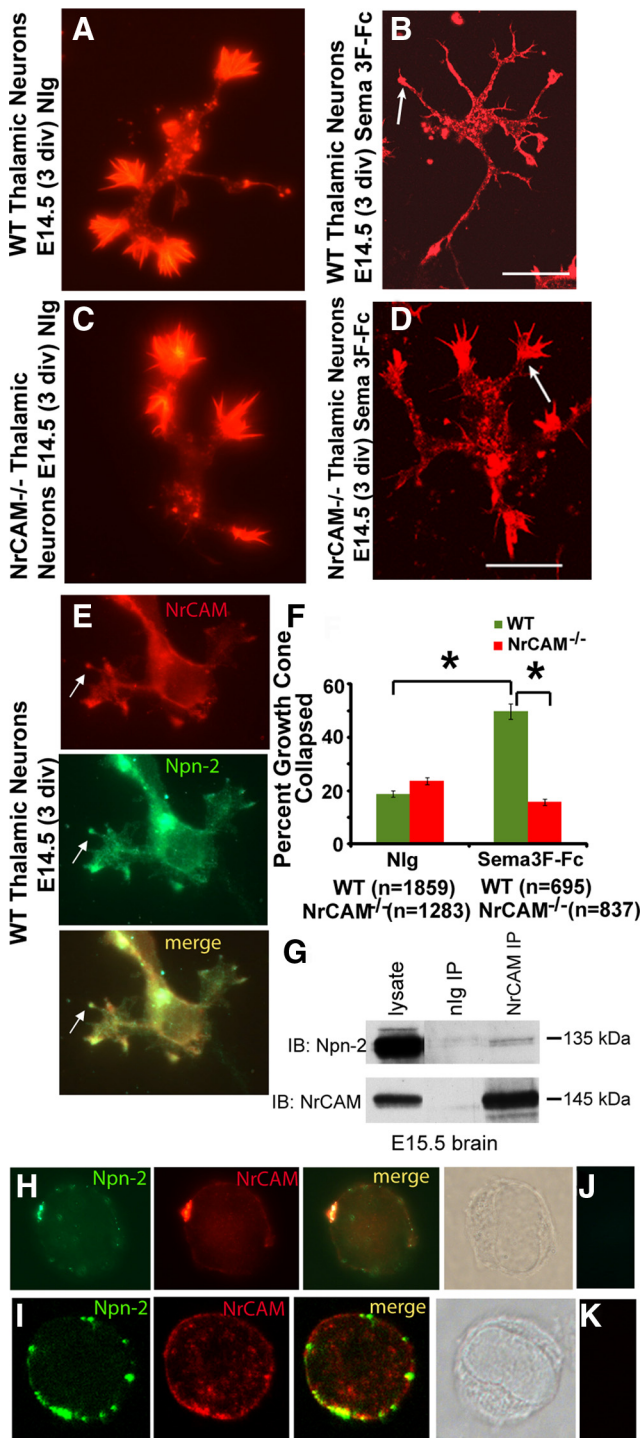 A
WT Thalamic Neurons
E14.5 (3 div) NIg
B
WT Thalamic Neurons
E14.5 (3 div) Sema 3F-Fc
C
NrCAM-/- Thalamic
Neurons E14.5 (3 div) NIg
D
NrCAM-/- Thalamic Neurons
E14.5 (3 div) Sema 3F-Fc
E
WT Thalamic Neurons
E14.5 (3 div)
NrCAM
Npn-2
merge
F
WT
NrCAM-/-
*
*
Percent Growth Cone
Collapsed
60
40
20
0
NIg
Sema3F-Fc
WT (n=1859)
NrCAM-/-(n=1283)
WT (n=695)
NrCAM-/-(n=837)
G
lysate
nIg IP
NrCAM IP
IB: Npn-2
135 kDa
IB: NrCAM
145 kDa
E15.5 brain
H
Npn-2
NrCAM
merge
J
I
Npn-2
NrCAM
merge
K